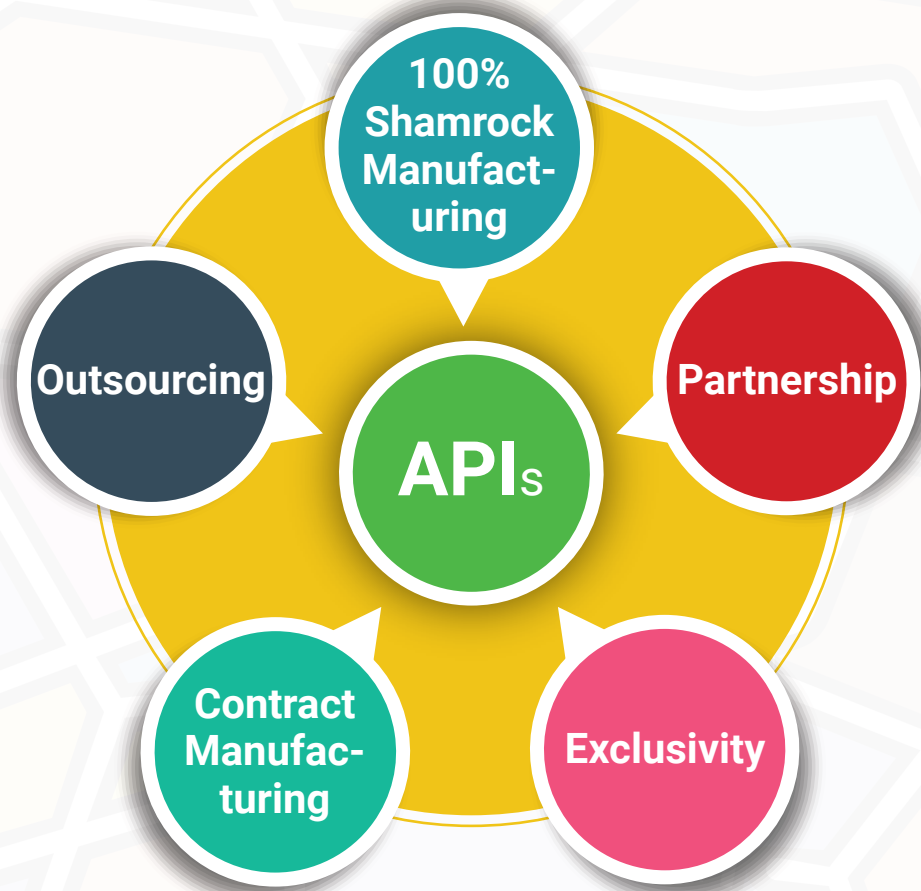 100%
Shamrock
Manufact-
uring
Outsourcing
Partnership
APIs
Contract
Manufac-
turing
Exclusivity